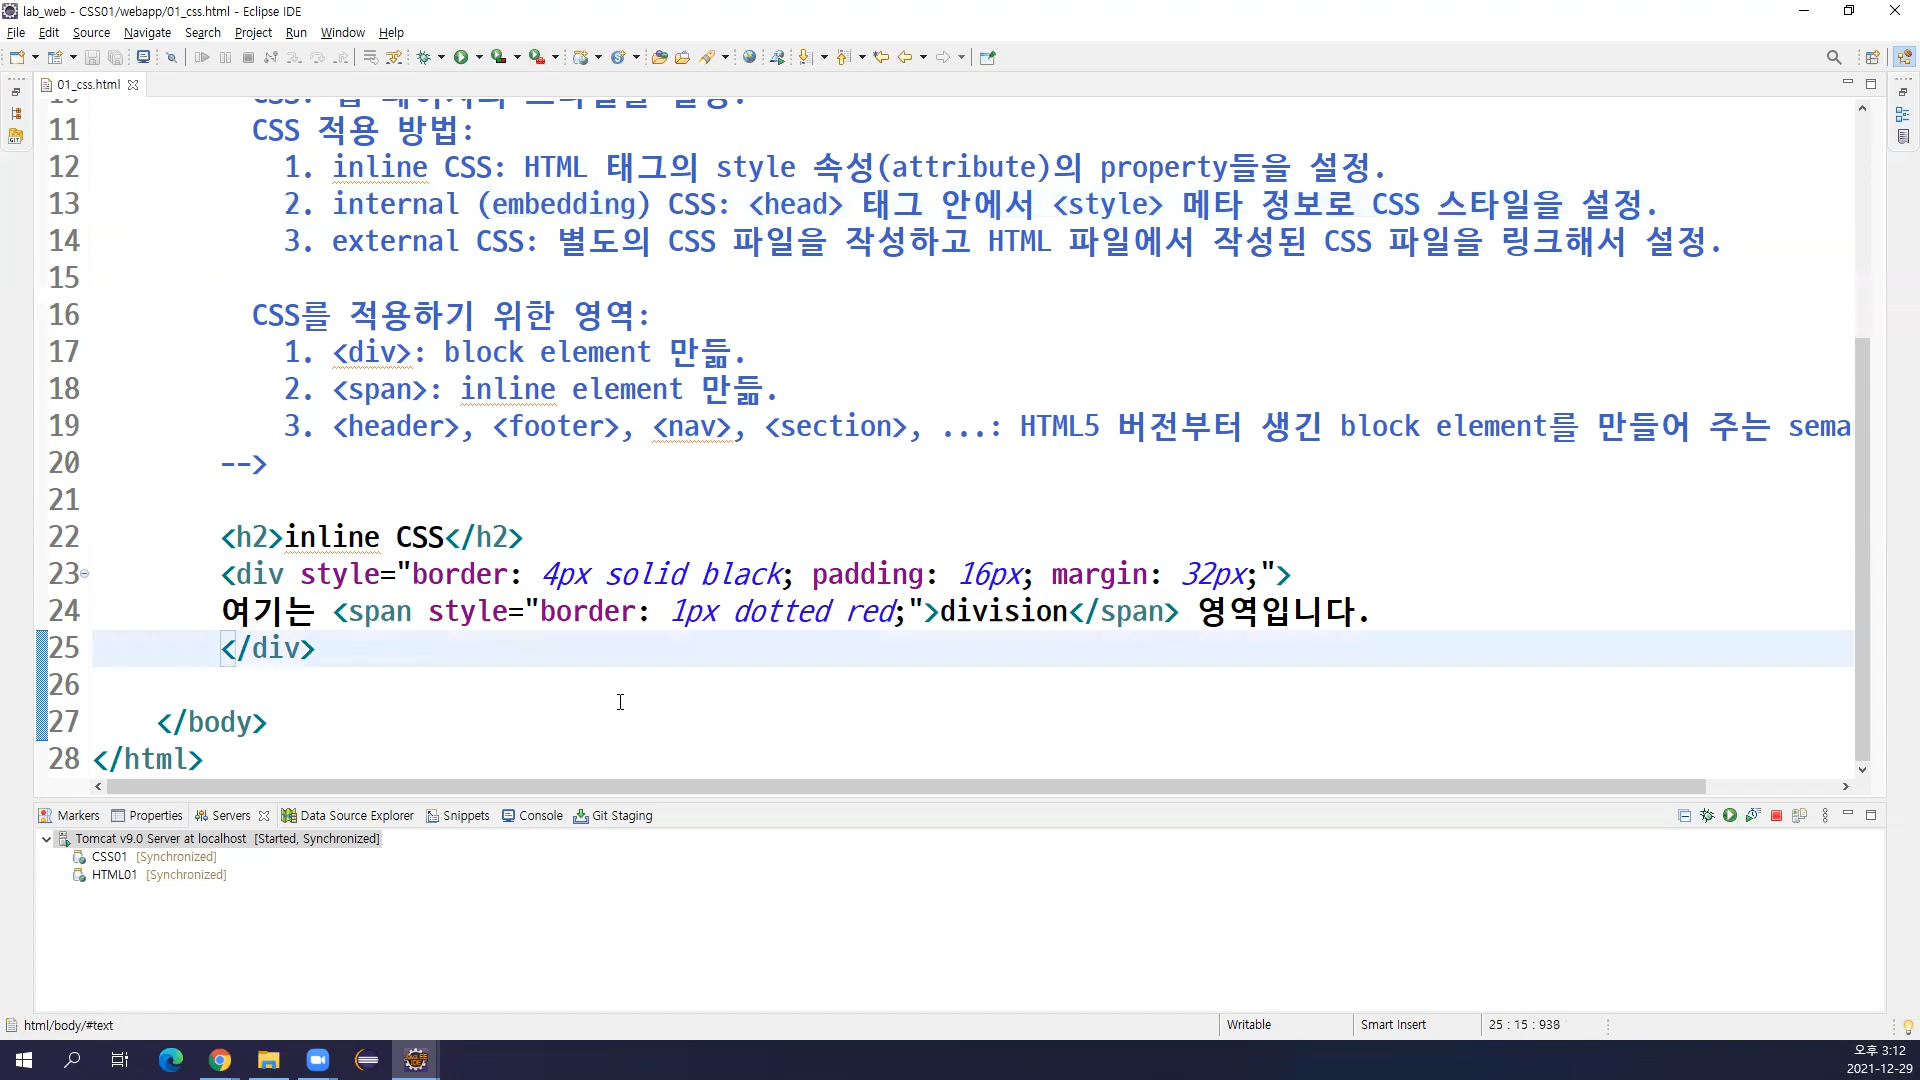 lab_web - CSS01/webapp/01_css.html - Eclipse IDE
File Edit Source Navigate Search Project Run Window Help
01_css.html
11 CSS 적용 방법:
12 1. inline CSS: HTML 태그의 style 속성(attribute)의 property들을 설정.
13 2. internal (embedding) CSS: <head> 태그 안에서 <style> 메타 정보로 CSS 스타일을 설정.
14 3. external CSS: 별도의 CSS 파일을 작성하고 HTML 파일에서 작성된 CSS 파일을 링크해서 설정.
15
16 CSS를 적용하기 위한 영역:
17 1. <div>: block element 만듦.
18 2. <span>: inline element 만듦.
19 3. <header>, <footer>, <nav>, <section>, ...: HTML5 버전부터 생긴 block element를 만들어 주는 sema
20 -->
21
22 <h2>inline CSS</h2>
23 <div style="border: 4px solid black; padding: 16px; margin: 32px;">
24 여기는 <span style="border: 1px dotted red;">division</span> 영역입니다.
25 </div>
26
27 </body>
28 </html>
Markers Properties Servers Data Source Explorer Snippets Console Git Staging
Tomcat v9.0 Server at localhost [Started, Synchronized]
CSS01 [Synchronized]
HTML01 [Synchronized]
html/body/#text Writable Smart Insert 25 : 15 : 938
오후 3:12
2021-12-29